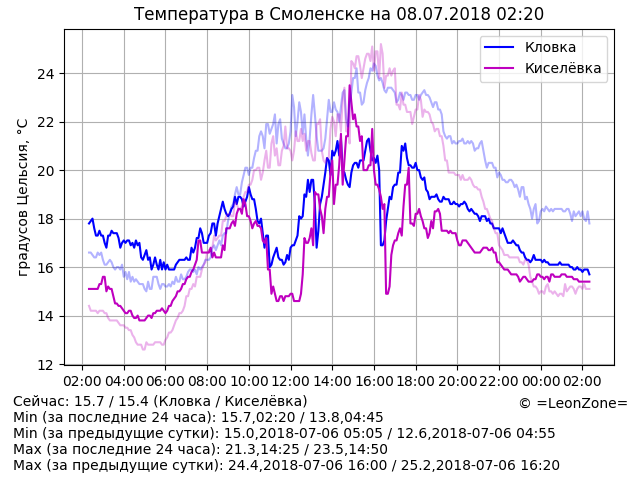 Температура в Смоленске на 08.07.2018 02:20
Кловка
Киселёвка
градусов Цельсия, °C
24
22
20
18
16
14
12
02:00 04:00 06:00 08:00 10:00 12:00 14:00 16:00 18:00 20:00 22:00 00:00 02:00
Сейчас: 15.7 / 15.4 (Кловка / Киселёвка)
© =LeonZone=
Min (за последние 24 часа): 15.7,02:20 / 13.8,04:45
Min (за предыдущие сутки): 15.0,2018-07-06 05:05 / 12.6,2018-07-06 04:55
Max (за последние 24 часа): 21.3,14:25 / 23.5,14:50
Max (за предыдущие сутки): 24.4,2018-07-06 16:00 / 25.2,2018-07-06 16:20